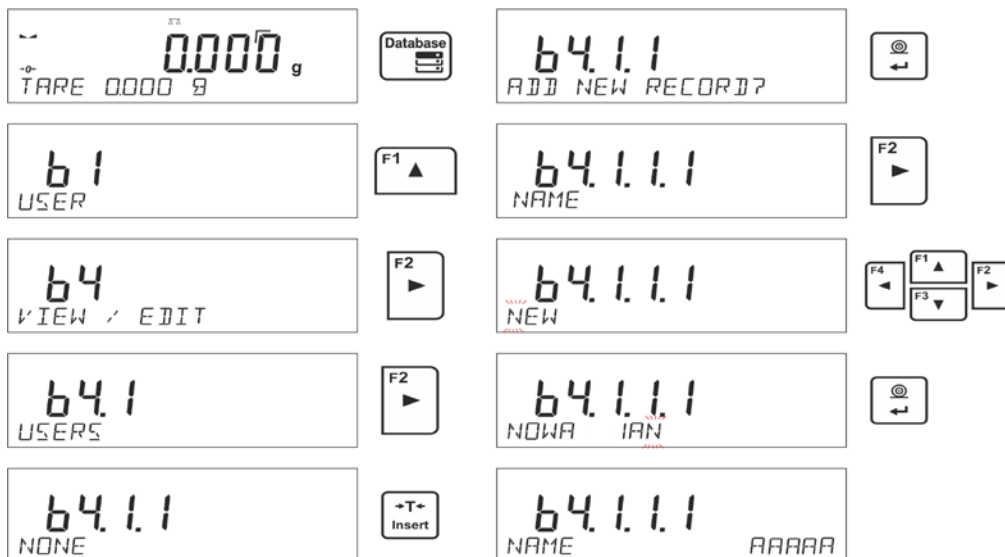 0.000 g
-0-
TARE 0.000 g
Database
b1
USER
F1
b4
VIEW / EDIT
F2
b4.1
USERS
F2
b4.1.1
NONE
→T←
Insert
b4.1.1
ADD NEW RECORD?
b4.1.1.1
NAME
F2
b4.1.1.1
NEW
F4 F1 F2
F3
b4.1.1.1
NOWA IAN
b4.1.1.1
NAME AAAAA